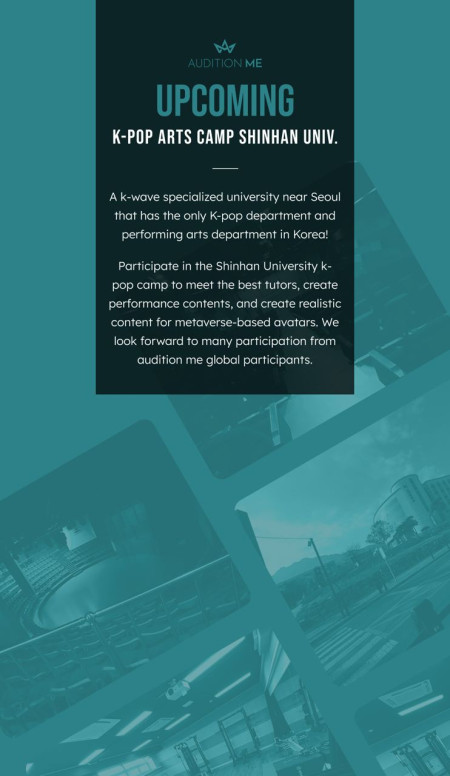 AUDITION ME
UPCOMING
K-POP ARTS CAMP SHINHAN UNIV.
A k-wave specialized university near Seoul
that has the only K-pop department and
performing arts department in Korea!
Participate in the Shinhan University k-
pop camp to meet the best tutors, create
performance contents, and create realistic
content for metaverse-based avatars. We
look forward to many participation from
audition me global participants.